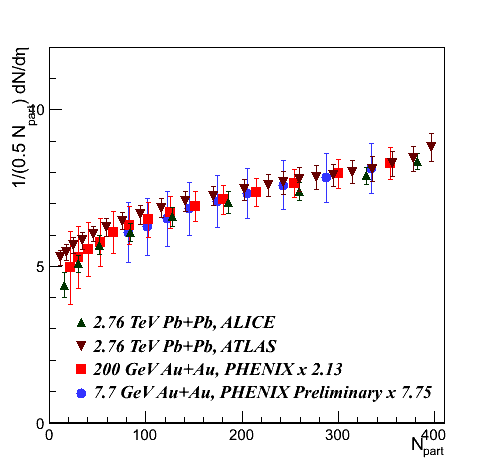 1/(0.5 N_part) dN/dη
10
5
0
2.76 TeV Pb+Pb, ALICE
2.76 TeV Pb+Pb, ATLAS
200 GeV Au+Au, PHENIX x 2.13
7.7 GeV Au+Au, PHENIX Preliminary x 7.75
0 100 200 300 400
N_part